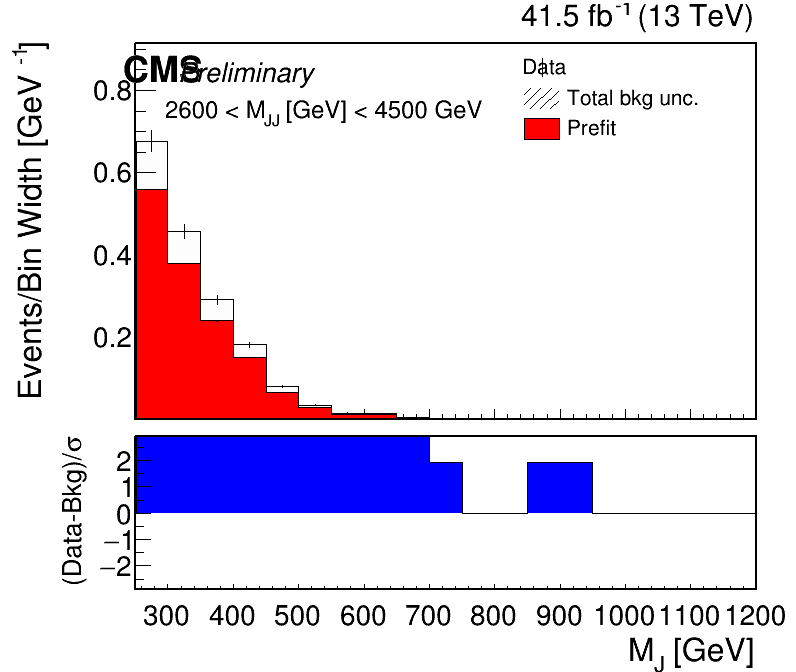 41.5 fb⁻¹ (13 TeV)
CMS Preliminary
2600 < M_JJ [GeV] < 4500 GeV
Data
Total bkg unc.
Prefit
Events/Bin Width [GeV⁻¹]
0.8
0.6
0.4
0.2
(Data-Bkg)/σ
2
1
0
−1
−2
300 400 500 600 700 800 900 1000 1100 1200
M_J [GeV]